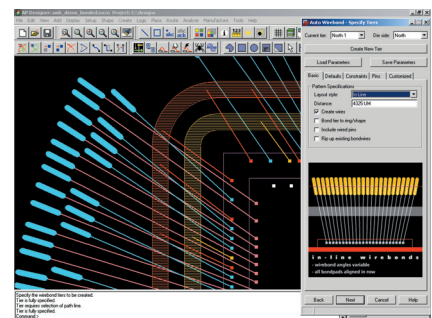 File Edit View Add Display Setup Shape Create Logic Place Route Analyze Manufacture Tools Help
Auto Wirebond - Specify Tiers
Current tier: North 1 Die side: North
Create New Tier
Load Parameters Save Parameters
Basic Defaults Constraints Pins Customized
Pattern Specifications
Layout style: In Line
Distance: 4325 UM
Create wires
Bond tier to ring/shape
Include wired pins
Rip up existing bondwires
in-line wirebonds
- wirebond angles variable
- all bondpads aligned in row
Back Next Cancel Help
Specify the wirebond tiers to be created.
Tier is fully specified.
Tier requires selection of path line.
Tier is fully specified.
Command >